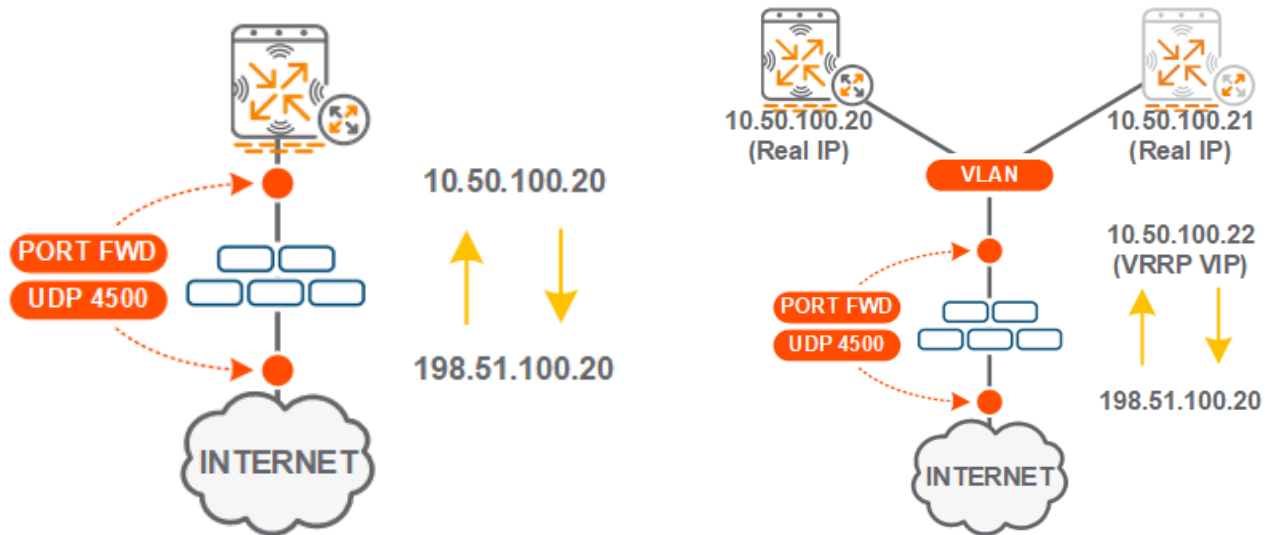 10.50.100.20
PORT FWD
UDP 4500
198.51.100.20
INTERNET
10.50.100.20
(Real IP)
10.50.100.21
(Real IP)
VLAN
10.50.100.22
(VRRP VIP)
PORT FWD
UDP 4500
198.51.100.20
INTERNET